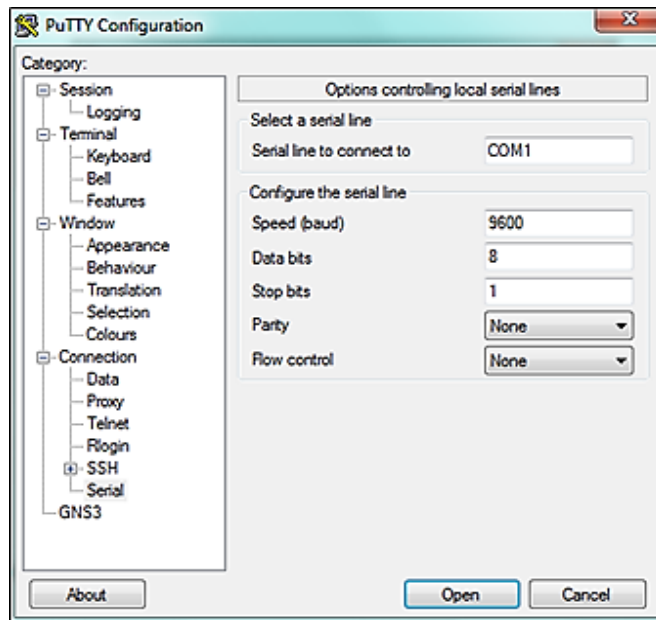 PuTTY Configuration
Category:
Session
Logging
Terminal
Keyboard
Bell
Features
Window
Appearance
Behaviour
Translation
Selection
Colours
Connection
Data
Proxy
Telnet
Rlogin
SSH
Serial
GNS3
Options controlling local serial lines
Select a serial line
Serial line to connect to COM1
Configure the serial line
Speed (baud) 9600
Data bits 8
Stop bits 1
Parity None
Flow control None
About Open Cancel